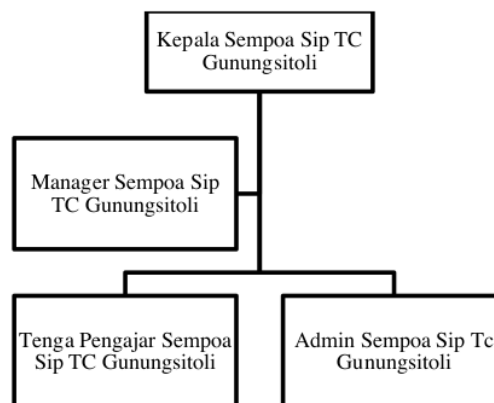 Kepala Sempoa Sip TC
Gunungsitoli
Manager Sempoa Sip
TC Gunungsitoli
Tenga Pengajar Sempoa
Sip TC Gunungsitoli
Admin Sempoa Sip Tc
Gunungsitoli